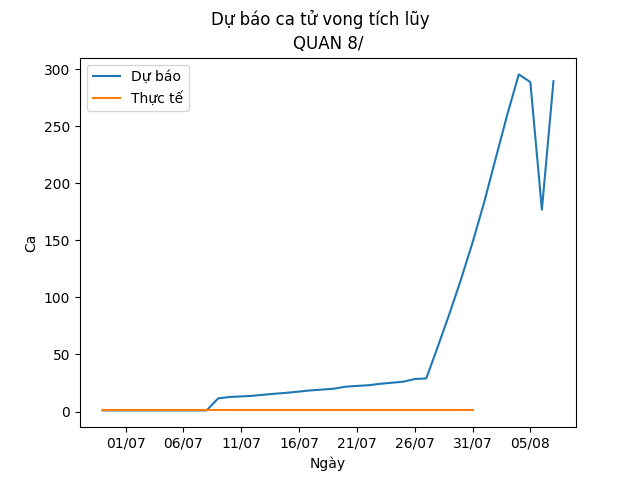 Dự báo ca tử vong tích lũy
QUAN 8/
Dự báo
Thực tế
300
250
200
150
100
50
0
Ca
01/07 06/07 11/07 16/07 21/07 26/07 31/07 05/08
Ngày